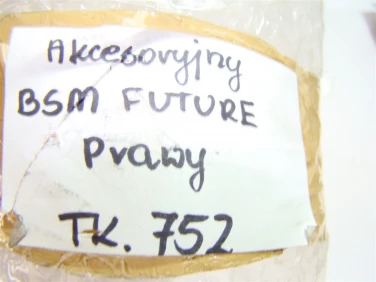 Akcesoryjny
BSM FUTURE
Prawy
TK. 752